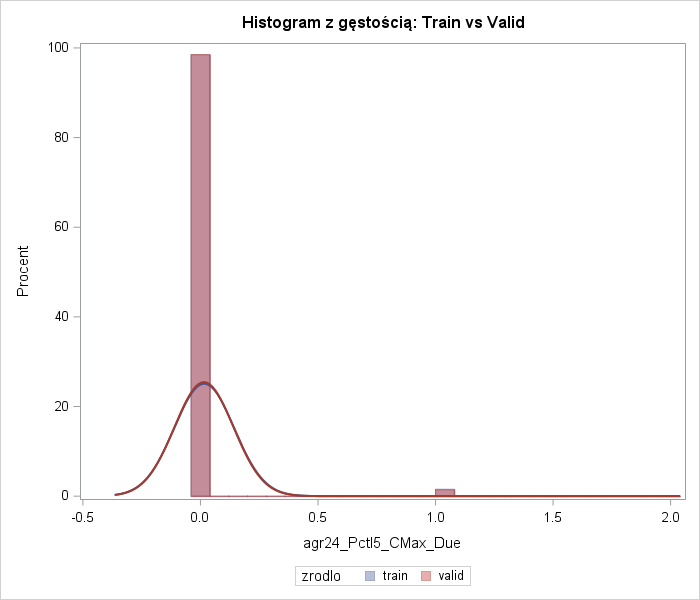 Histogram z gęstością: Train vs Valid
100
80
60
40
20
0
Procent
-0.5 0.0 0.5 1.0 1.5 2.0
agr24_Pctl5_CMax_Due
zrodlo train valid